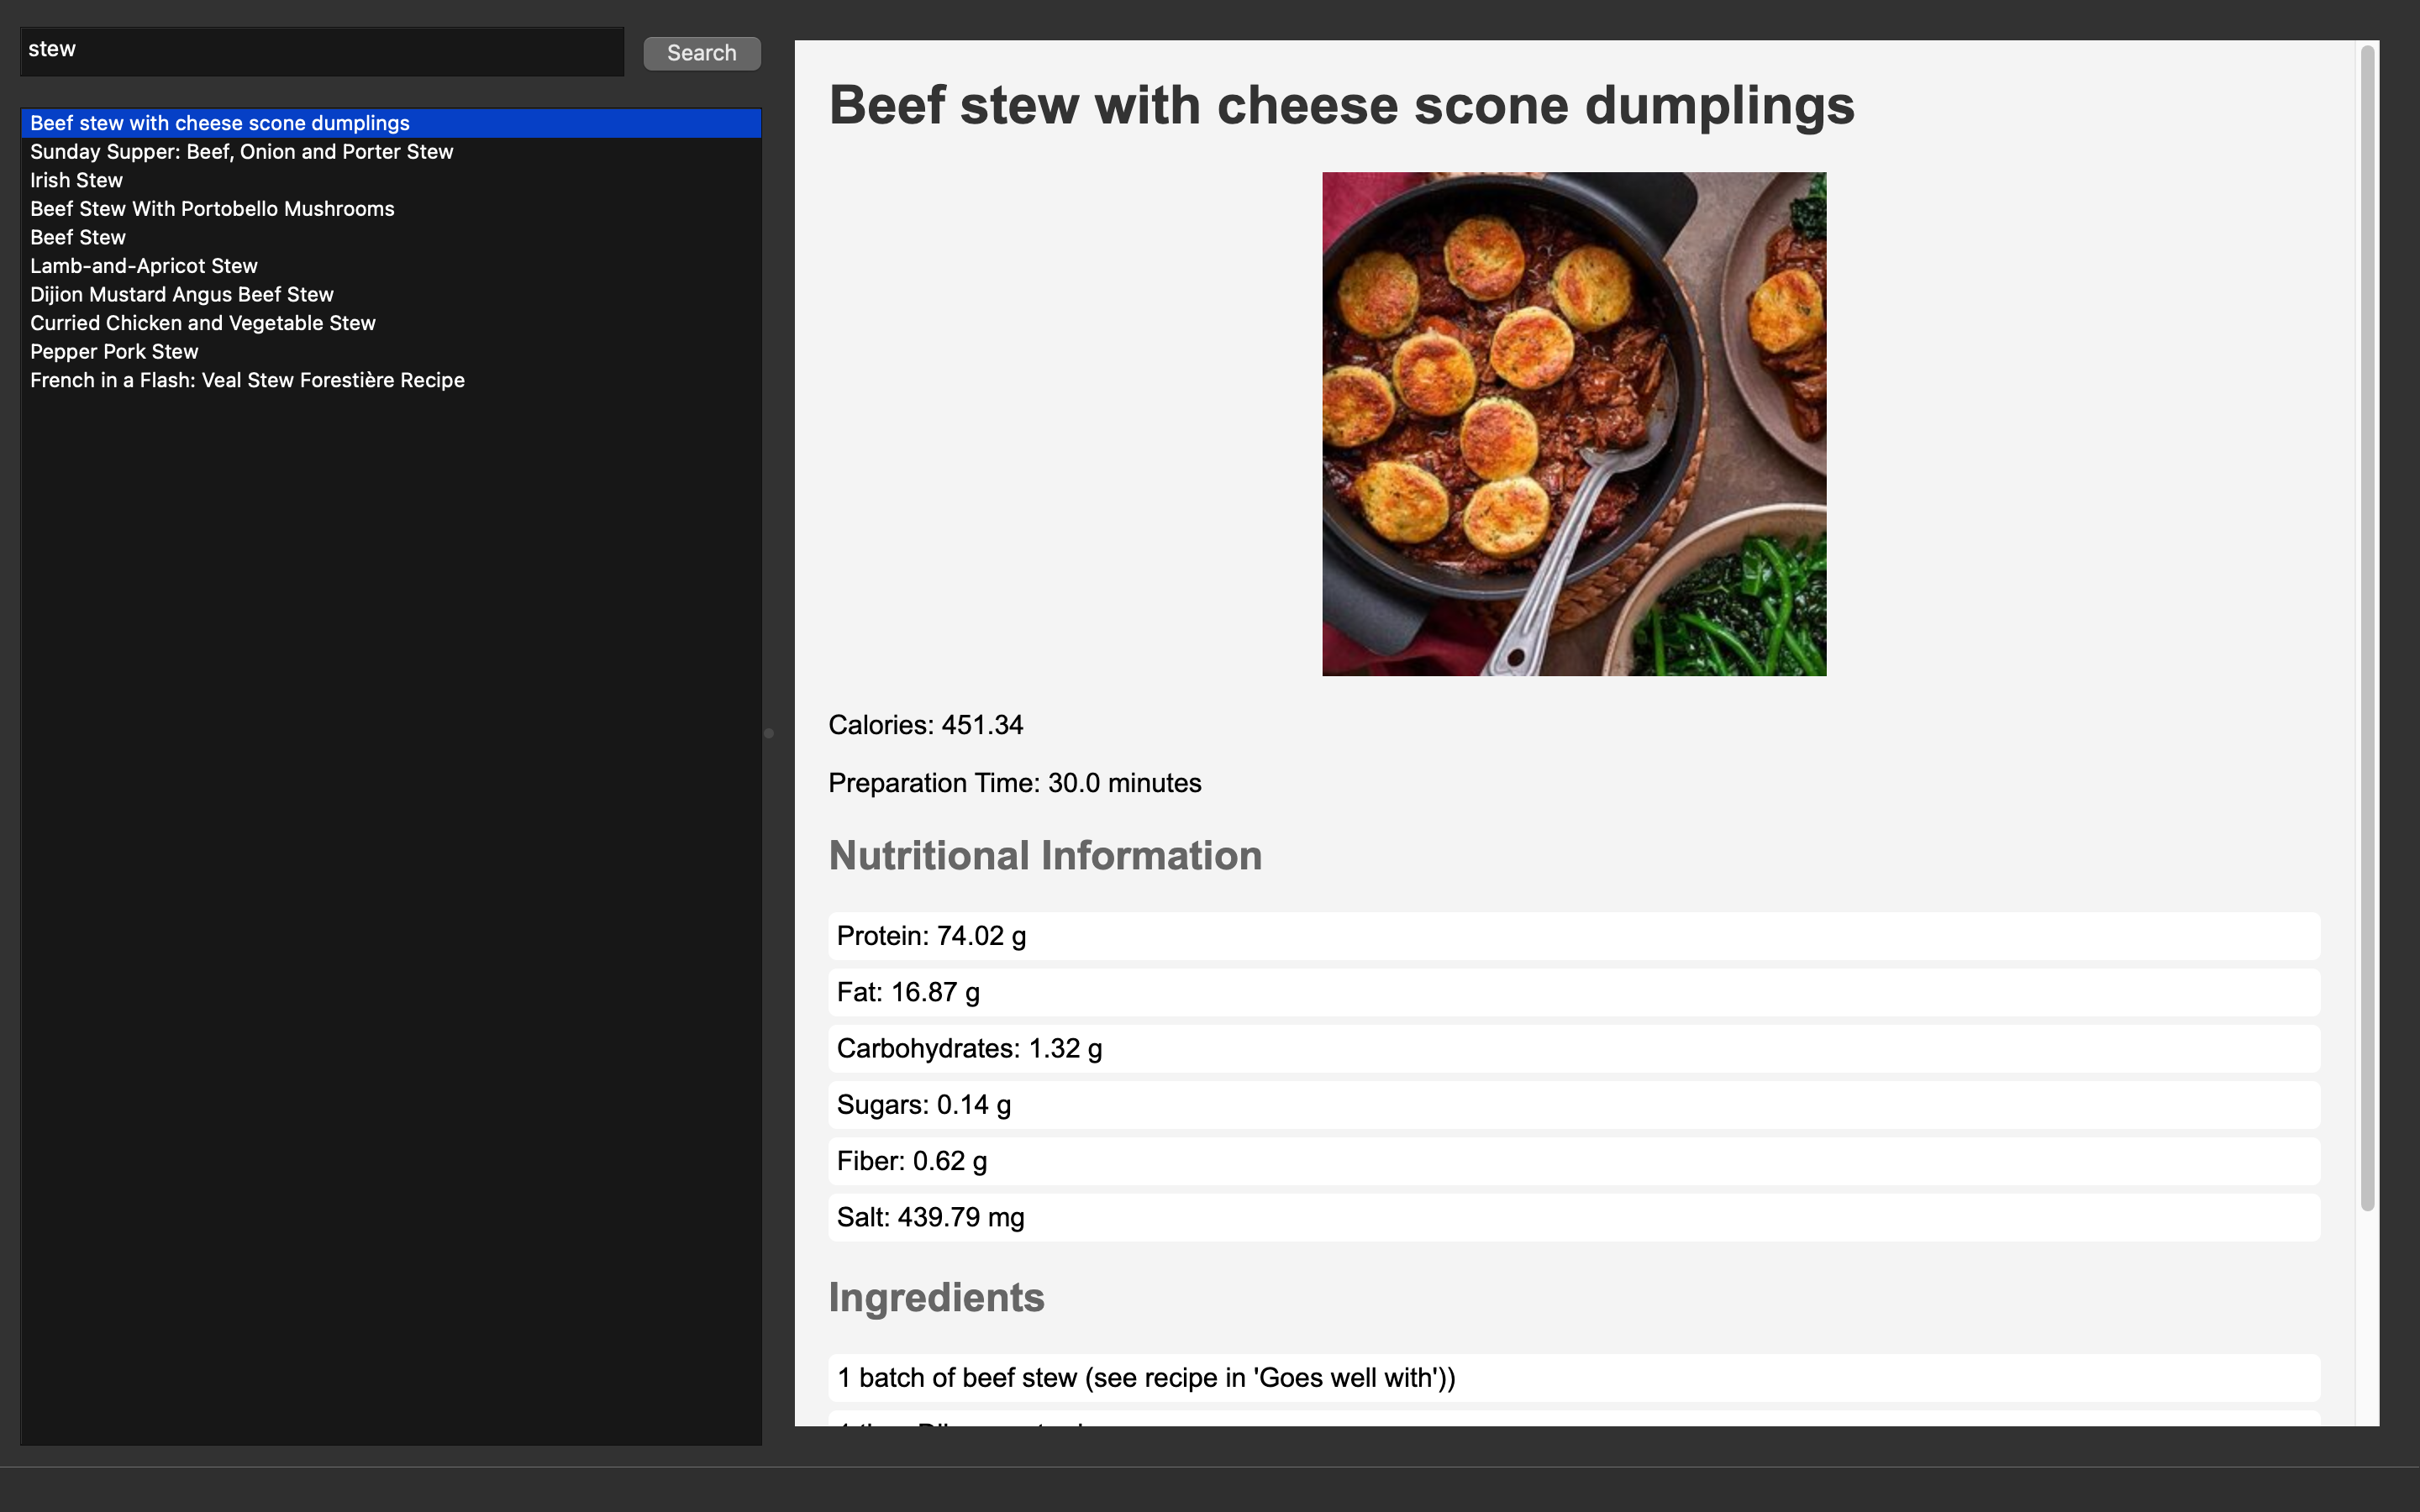 stew
Search
Beef stew with cheese scone dumplings
Sunday Supper: Beef, Onion and Porter Stew
Irish Stew
Beef Stew With Portobello Mushrooms
Beef Stew
Lamb-and-Apricot Stew
Dijion Mustard Angus Beef Stew
Curried Chicken and Vegetable Stew
Pepper Pork Stew
French in a Flash: Veal Stew Forestière Recipe
Beef stew with cheese scone dumplings
Calories: 451.34
Preparation Time: 30.0 minutes
Nutritional Information
Protein: 74.02 g
Fat: 16.87 g
Carbohydrates: 1.32 g
Sugars: 0.14 g
Fiber: 0.62 g
Salt: 439.79 mg
Ingredients
1 batch of beef stew (see recipe in 'Goes well with'))